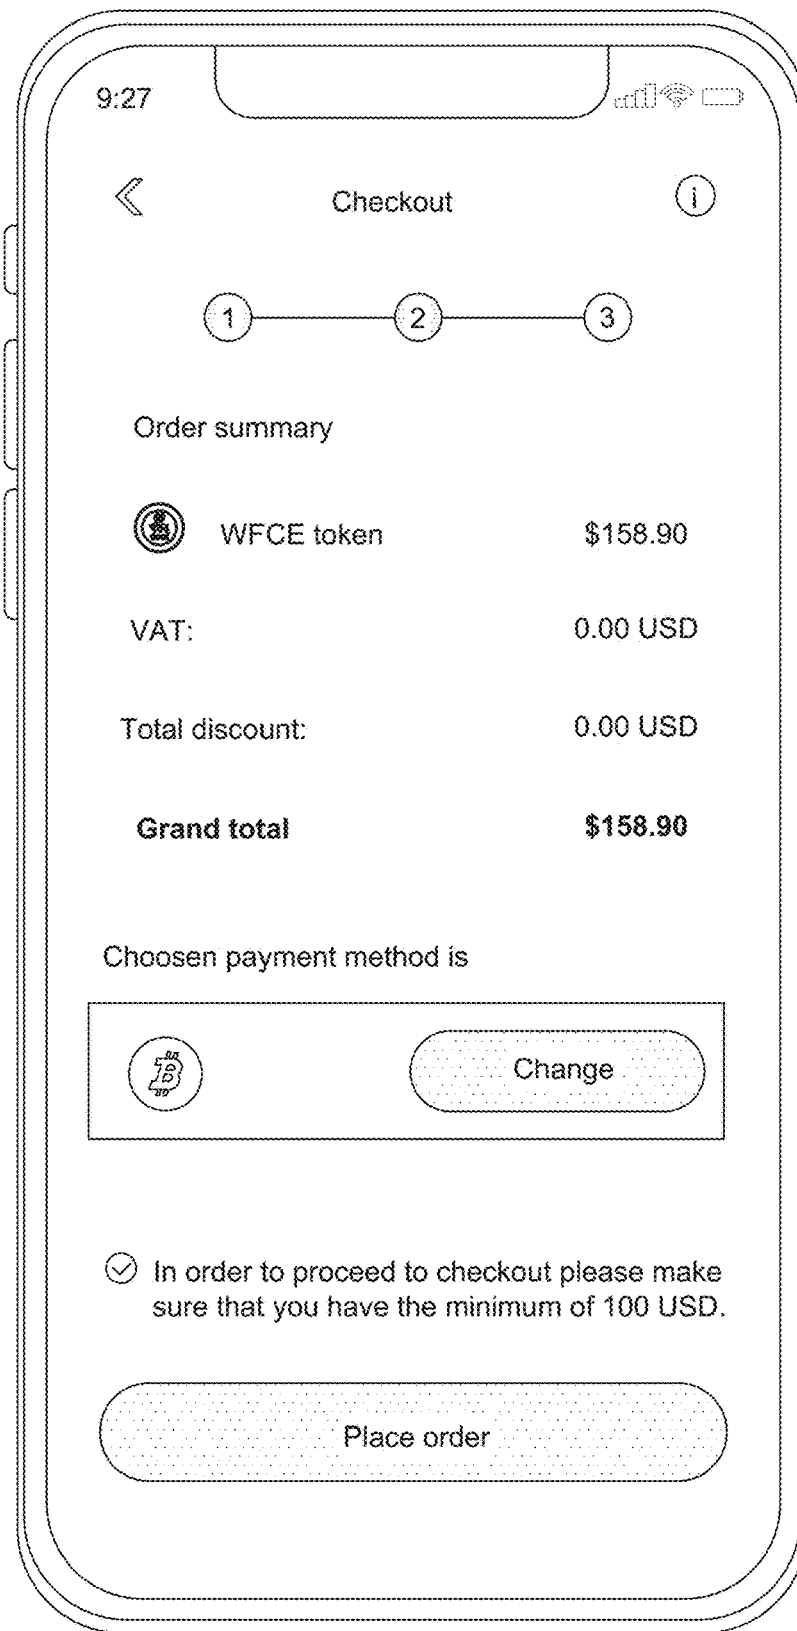 9:27
Checkout
i
1 2 3
Order summary
WFCE token $158.90
VAT: 0.00 USD
Total discount: 0.00 USD
Grand total $158.90
Choosen payment method is
Change
In order to proceed to checkout please make
sure that you have the minimum of 100 USD.
Place order